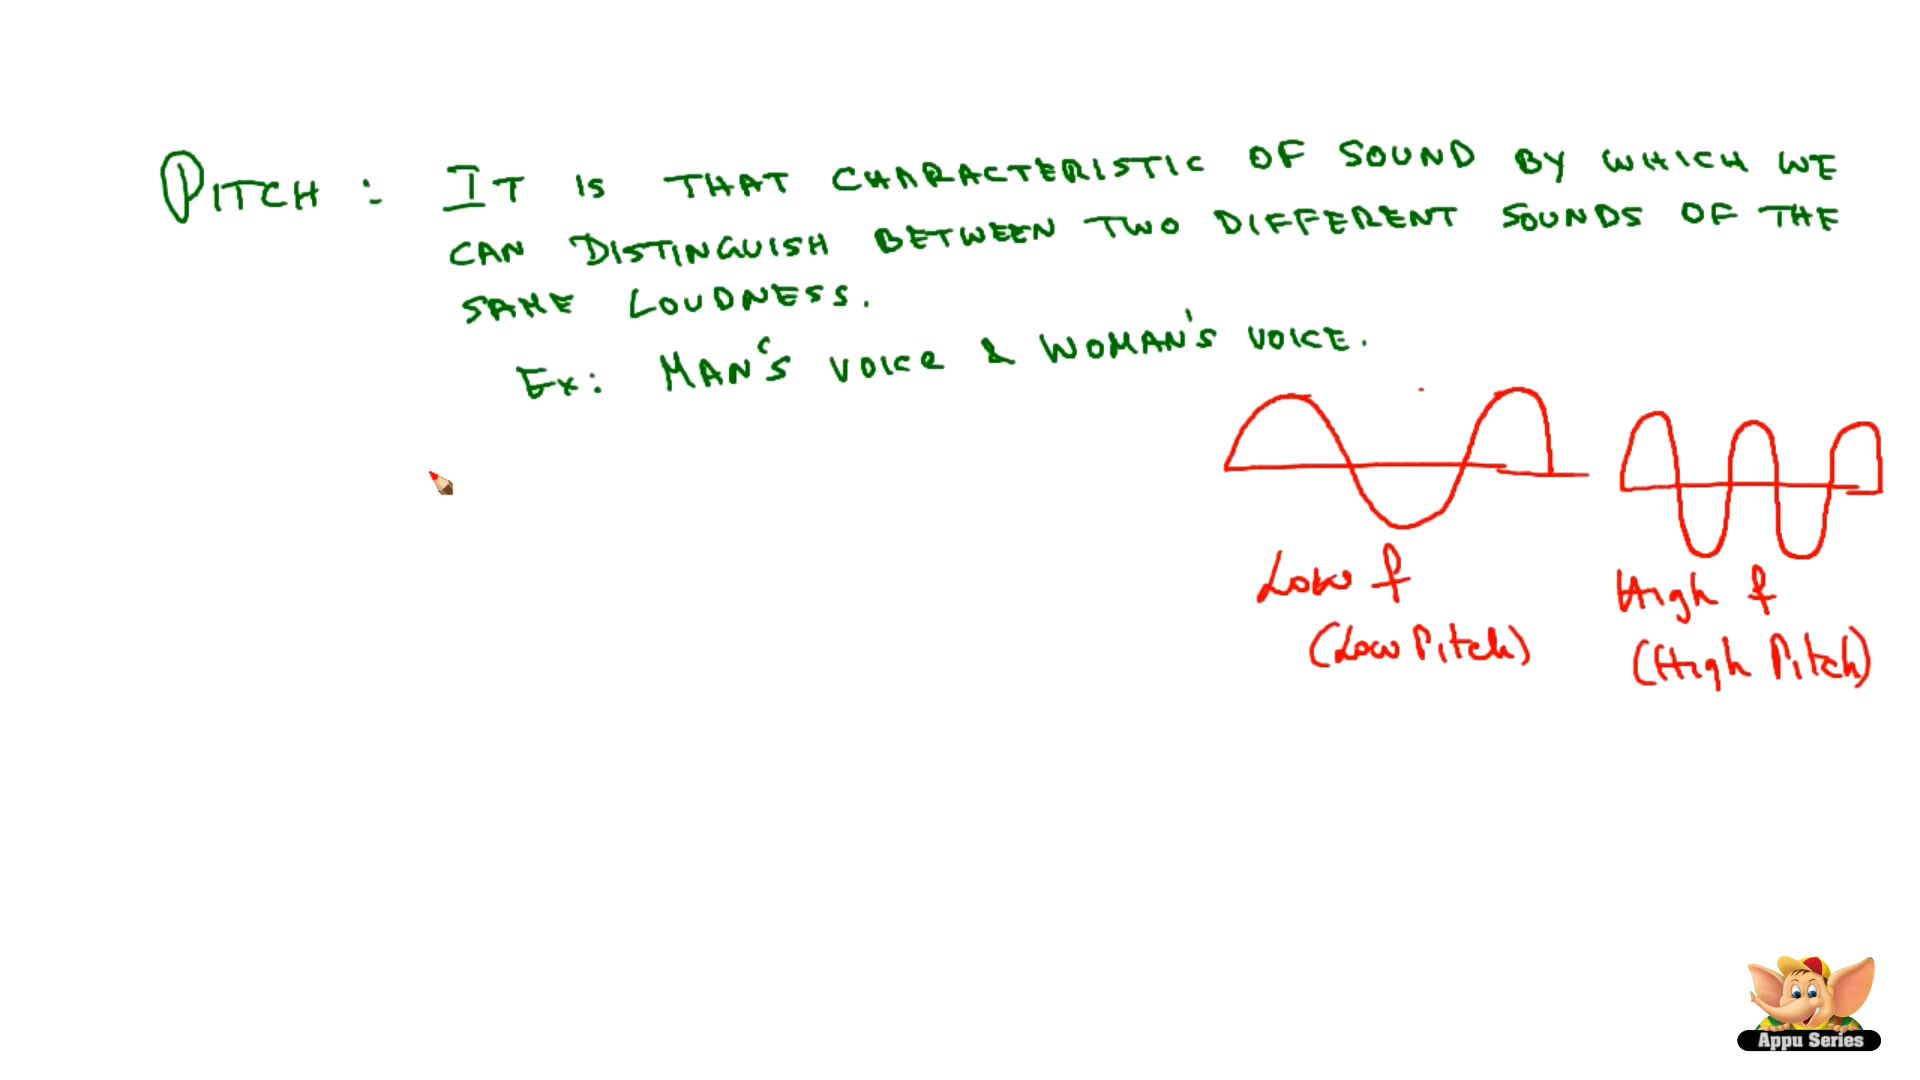 PITCH : IT IS THAT CHARACTERISTIC OF SOUND BY WHICH WE
CAN DISTINGUISH BETWEEN TWO DIFFERENT SOUNDS OF THE
SAME LOUDNESS.
Ex: MAN'S VOICE & WOMAN'S VOICE.
Low f
(Low Pitch)
High f
(High Pitch)
Appu Series